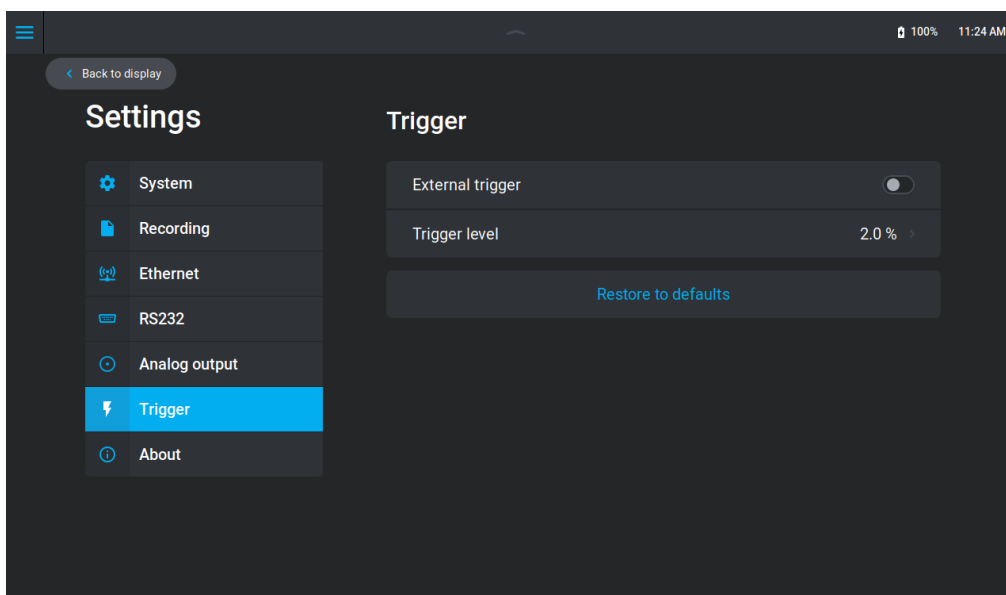 100% 11:24 AM
Back to display
Settings
System
Recording
Ethernet
RS232
Analog output
Trigger
About
Trigger
External trigger
Trigger level 2.0 %
Restore to defaults